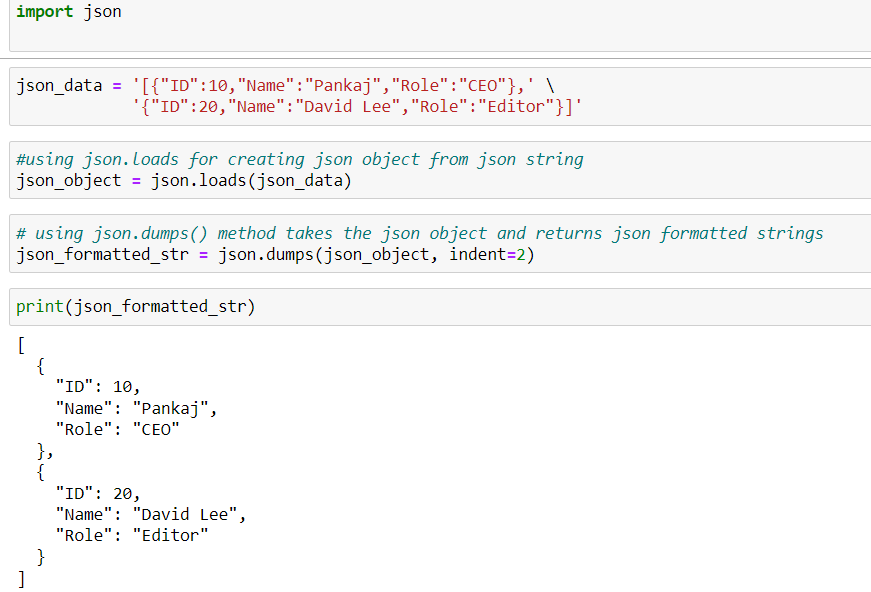 import json
json_data = '[{"ID":10,"Name":"Pankaj","Role":"CEO"},' \
'{"ID":20,"Name":"David Lee","Role":"Editor"}]'
#using json.loads for creating json object from json string
json_object = json.loads(json_data)
# using json.dumps() method takes the json object and returns json formatted strings
json_formatted_str = json.dumps(json_object, indent=2)
print(json_formatted_str)
[
  {
    "ID": 10,
    "Name": "Pankaj",
    "Role": "CEO"
  },
  {
    "ID": 20,
    "Name": "David Lee",
    "Role": "Editor"
  }
]